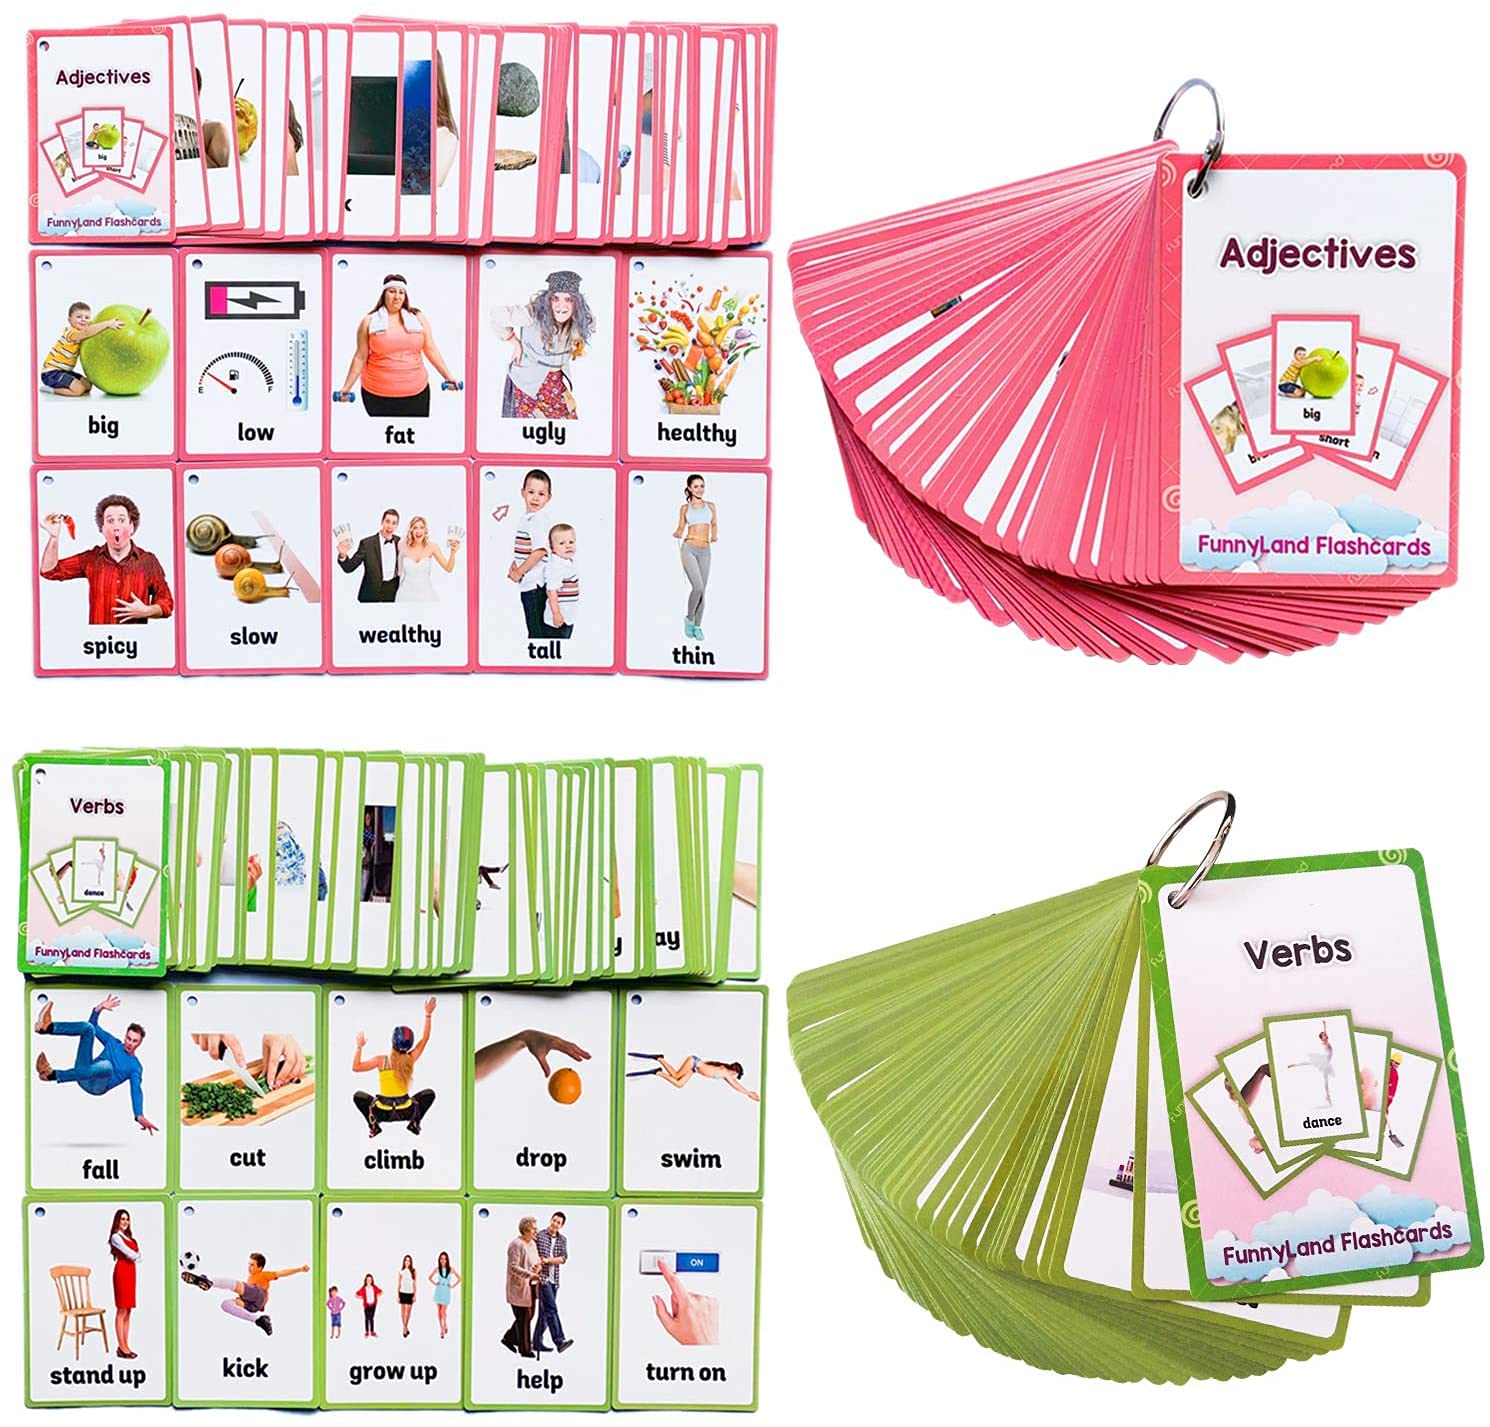 Adjectives
big
short
FunnyLand Flashcards
big
low
E
F
fat
ugly
healthy
spicy
slow
wealthy
tall
thin
Adjectives
big
short
FunnyLand Flashcards
Verbs
dance
FunnyLand Flashcards
ay
fall
cut
climb
drop
swim
stand up
kick
grow up
help
ON
turn on
Verbs
dance
FunnyLand Flashcards